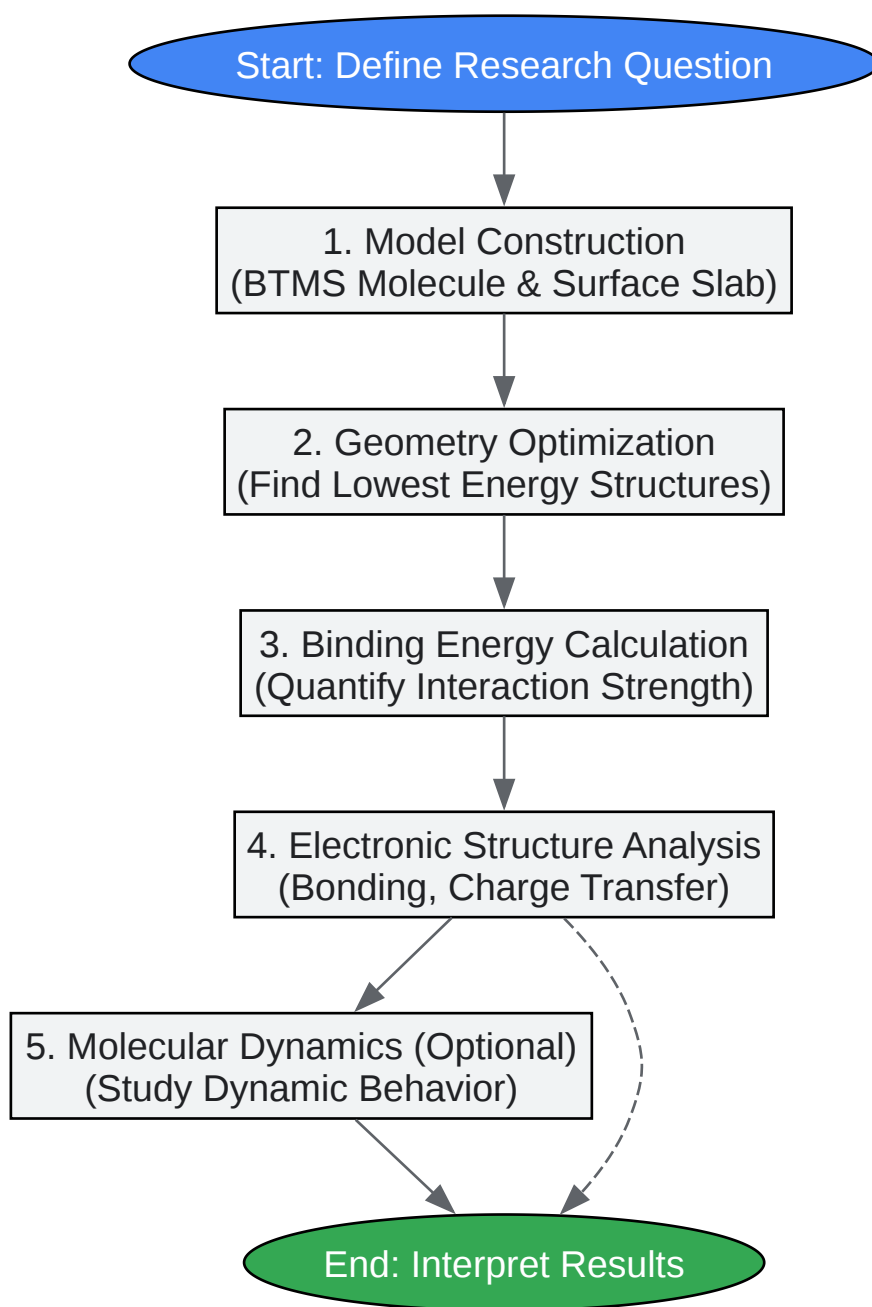 Start: Define Research Question
1. Model Construction
(BTMS Molecule & Surface Slab)
2. Geometry Optimization
(Find Lowest Energy Structures)
3. Binding Energy Calculation
(Quantify Interaction Strength)
4. Electronic Structure Analysis
(Bonding, Charge Transfer)
5. Molecular Dynamics (Optional)
(Study Dynamic Behavior)
End: Interpret Results